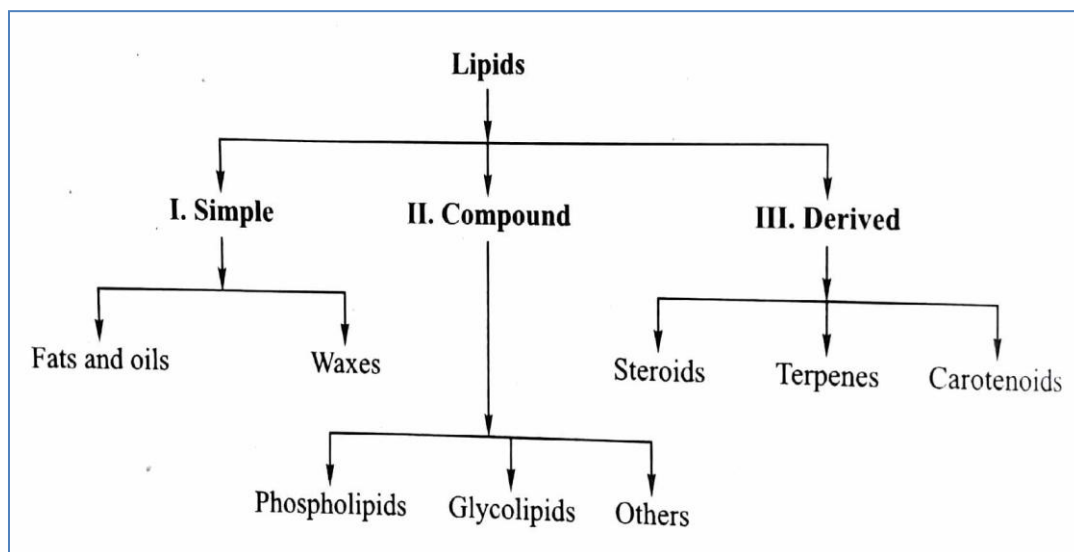 Lipids
I. Simple
II. Compound
III. Derived
Fats and oils
Waxes
Steroids
Terpenes
Carotenoids
Phospholipids
Glycolipids
Others